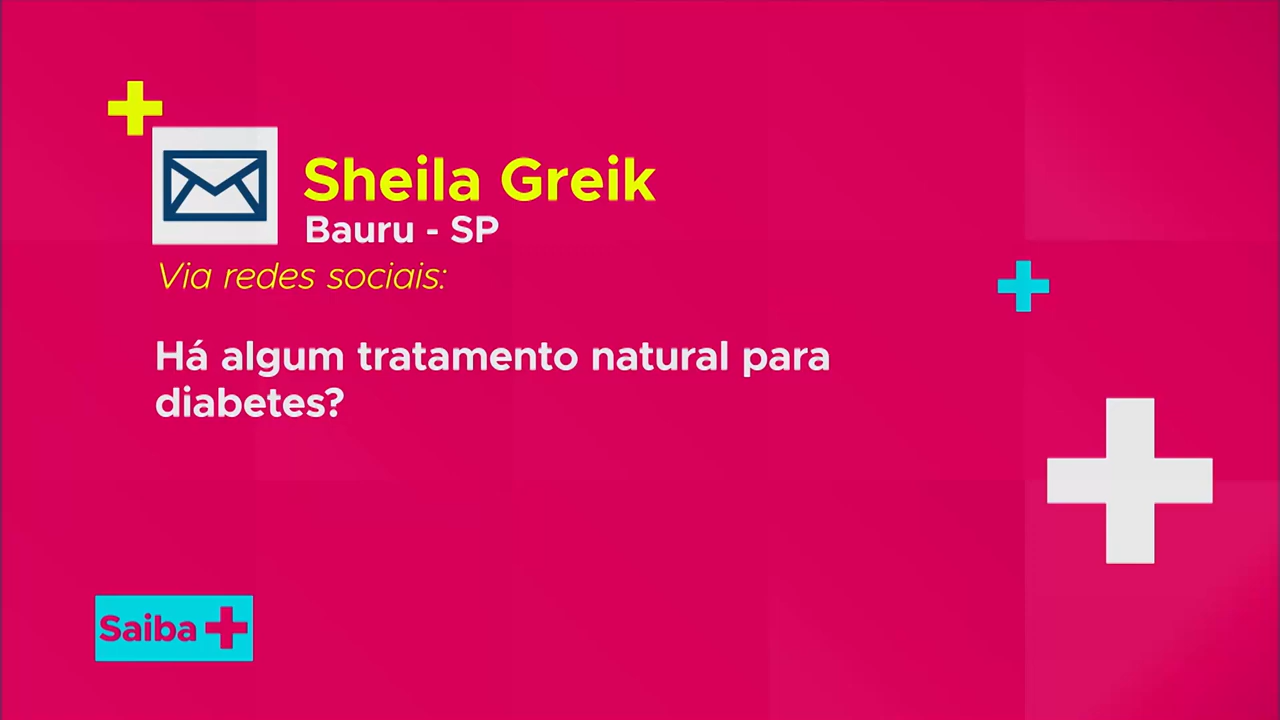 Sheila Greik
Bauru - SP
Via redes sociais:
Há algum tratamento natural para
diabetes?
Saiba+